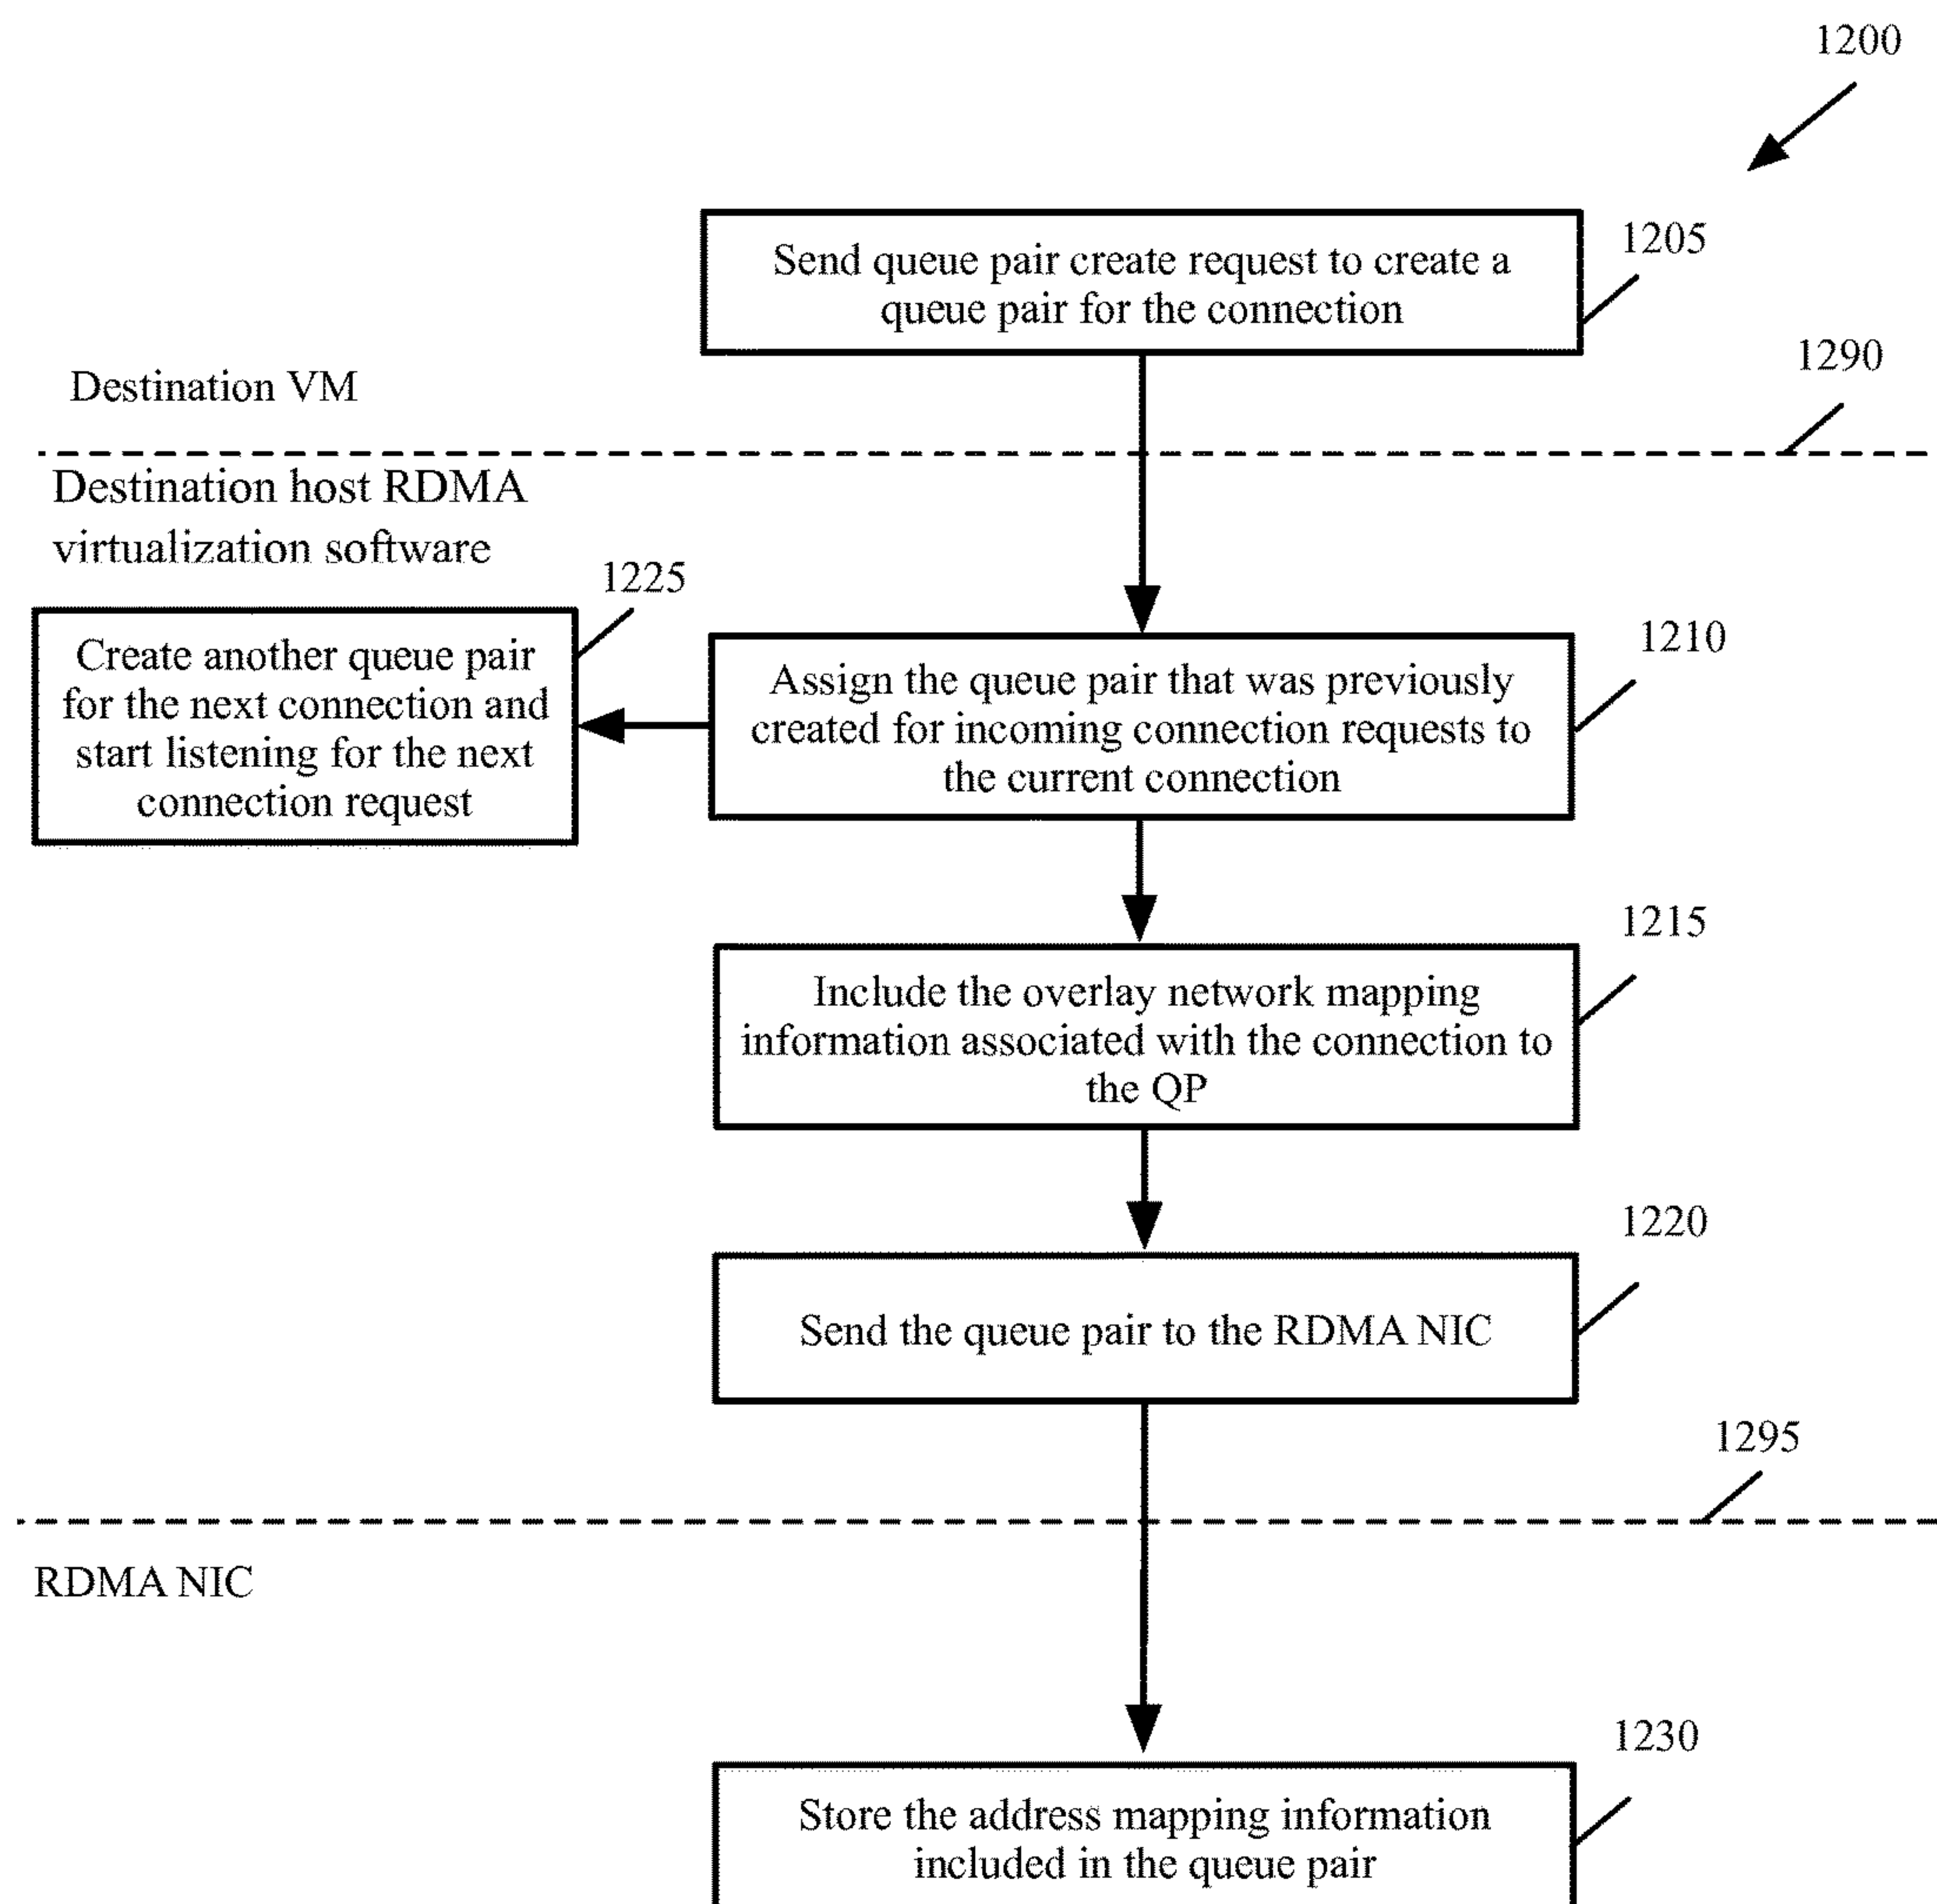 1200
Send queue pair create request to create a
queue pair for the connection
1205
1290
Destination VM
Destination host RDMA
virtualization software
1225
Create another queue pair
for the next connection and
start listening for the next
connection request
1210
Assign the queue pair that was previously
created for incoming connection requests to
the current connection
1215
Include the overlay network mapping
information associated with the connection to
the QP
1220
Send the queue pair to the RDMA NIC
1295
RDMA NIC
1230
Store the address mapping information
included in the queue pair